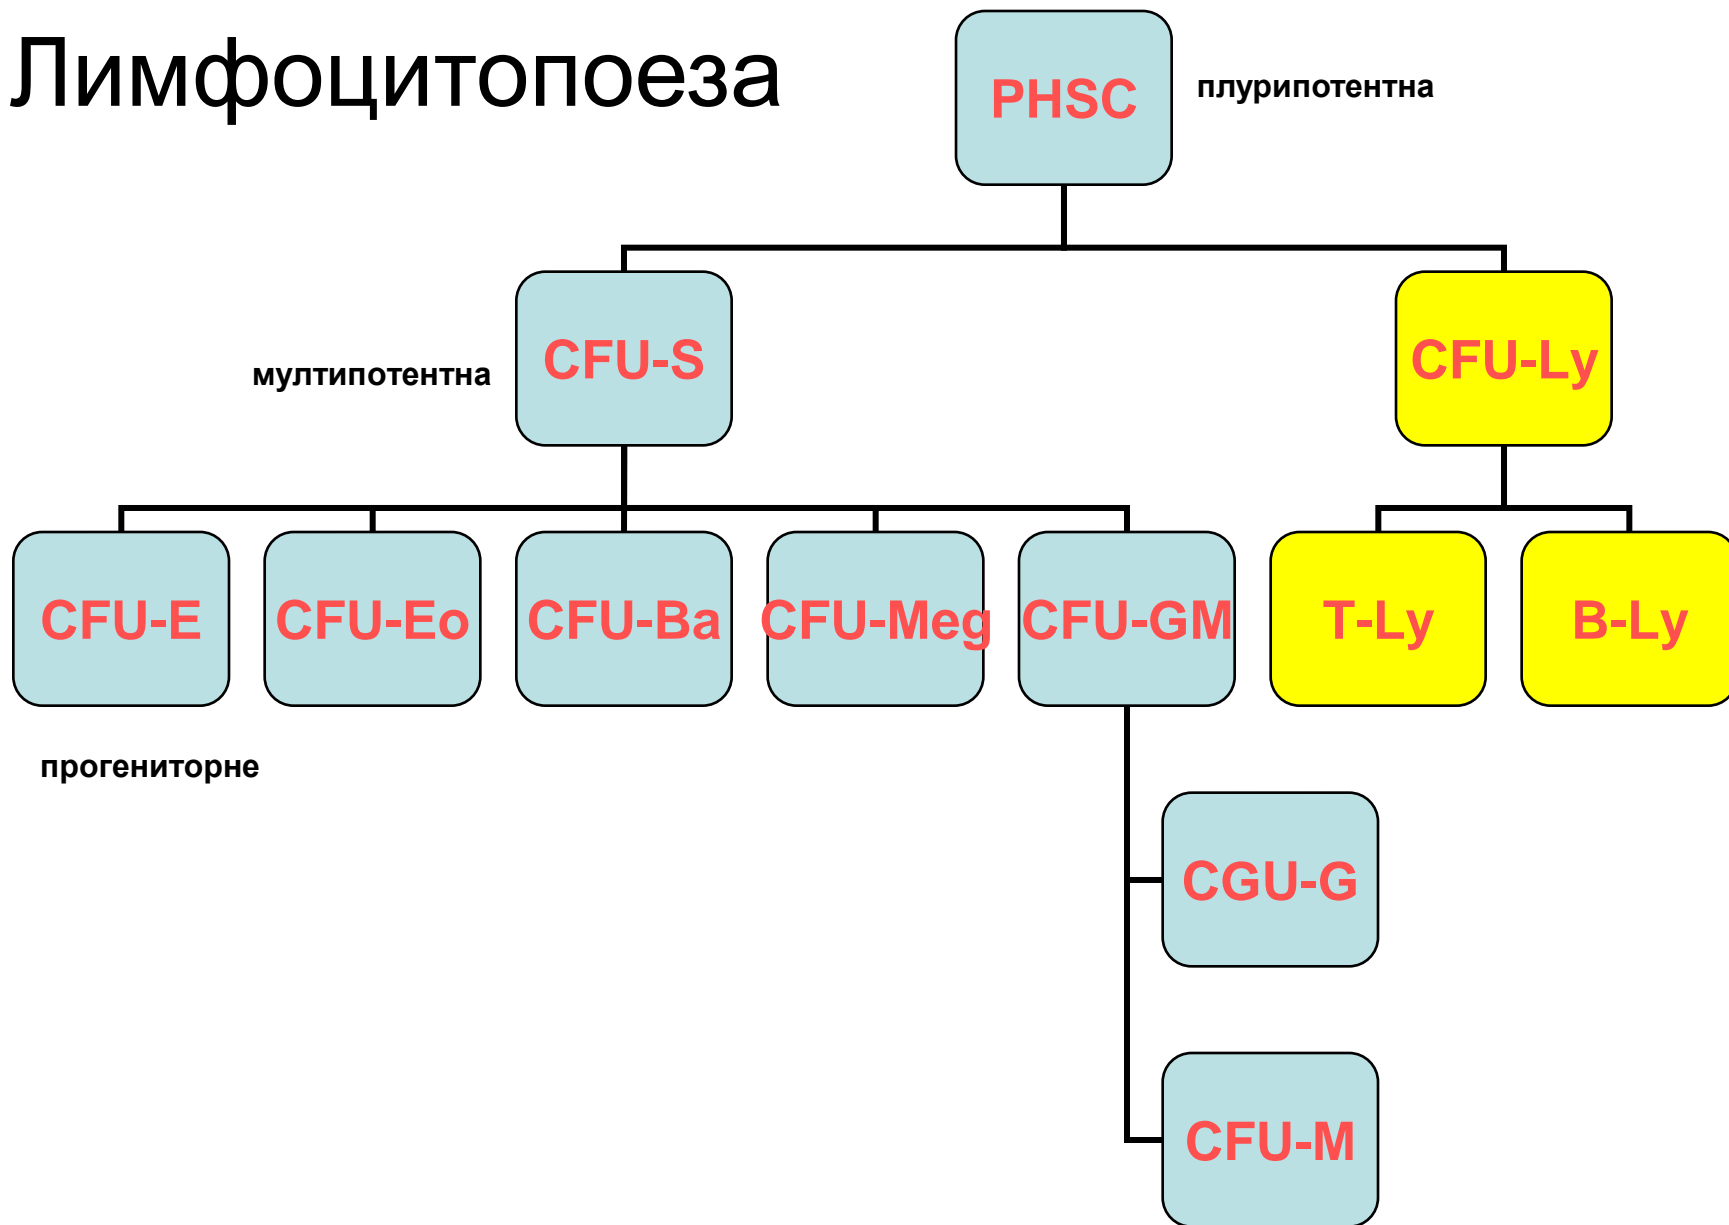 Лимфоцитопоеза
PHSC
плурипотентна
CFU-S
CFU-Ly
мултипотентна
CFU-E
CFU-Eo
CFU-Ba
CFU-Meg
CFU-GM
T-Ly
B-Ly
прогениторне
CGU-G
CFU-M